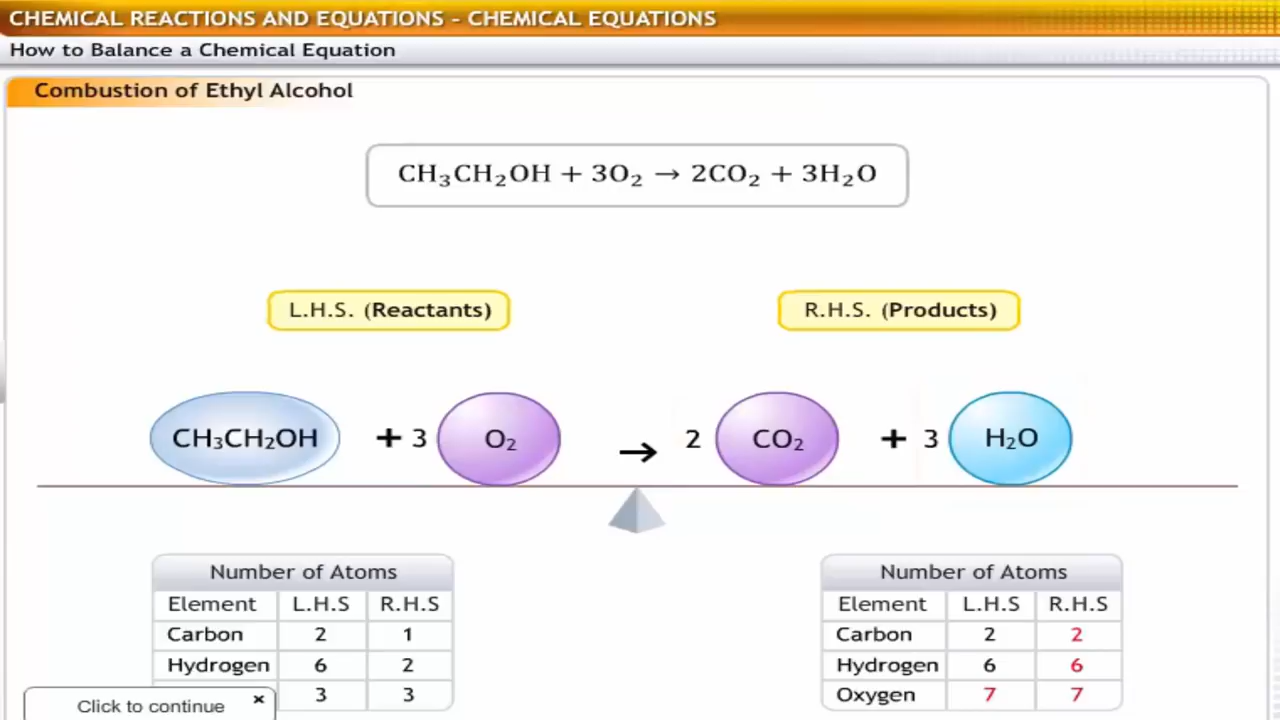 CHEMICAL REACTIONS AND EQUATIONS - CHEMICAL EQUATIONS
How to Balance a Chemical Equation
Combustion of Ethyl Alcohol
CH₃CH₂OH + 3O₂ → 2CO₂ + 3H₂O
L.H.S. (Reactants)
R.H.S. (Products)
CH₃CH₂OH + 3 O₂ → 2 CO₂ + 3 H₂O
Number of Atoms
Element L.H.S R.H.S
Carbon 2 1
Hydrogen 6 2
3 3
Number of Atoms
Element L.H.S R.H.S
Carbon 2 2
Hydrogen 6 6
Oxygen 7 7
Click to continue ×